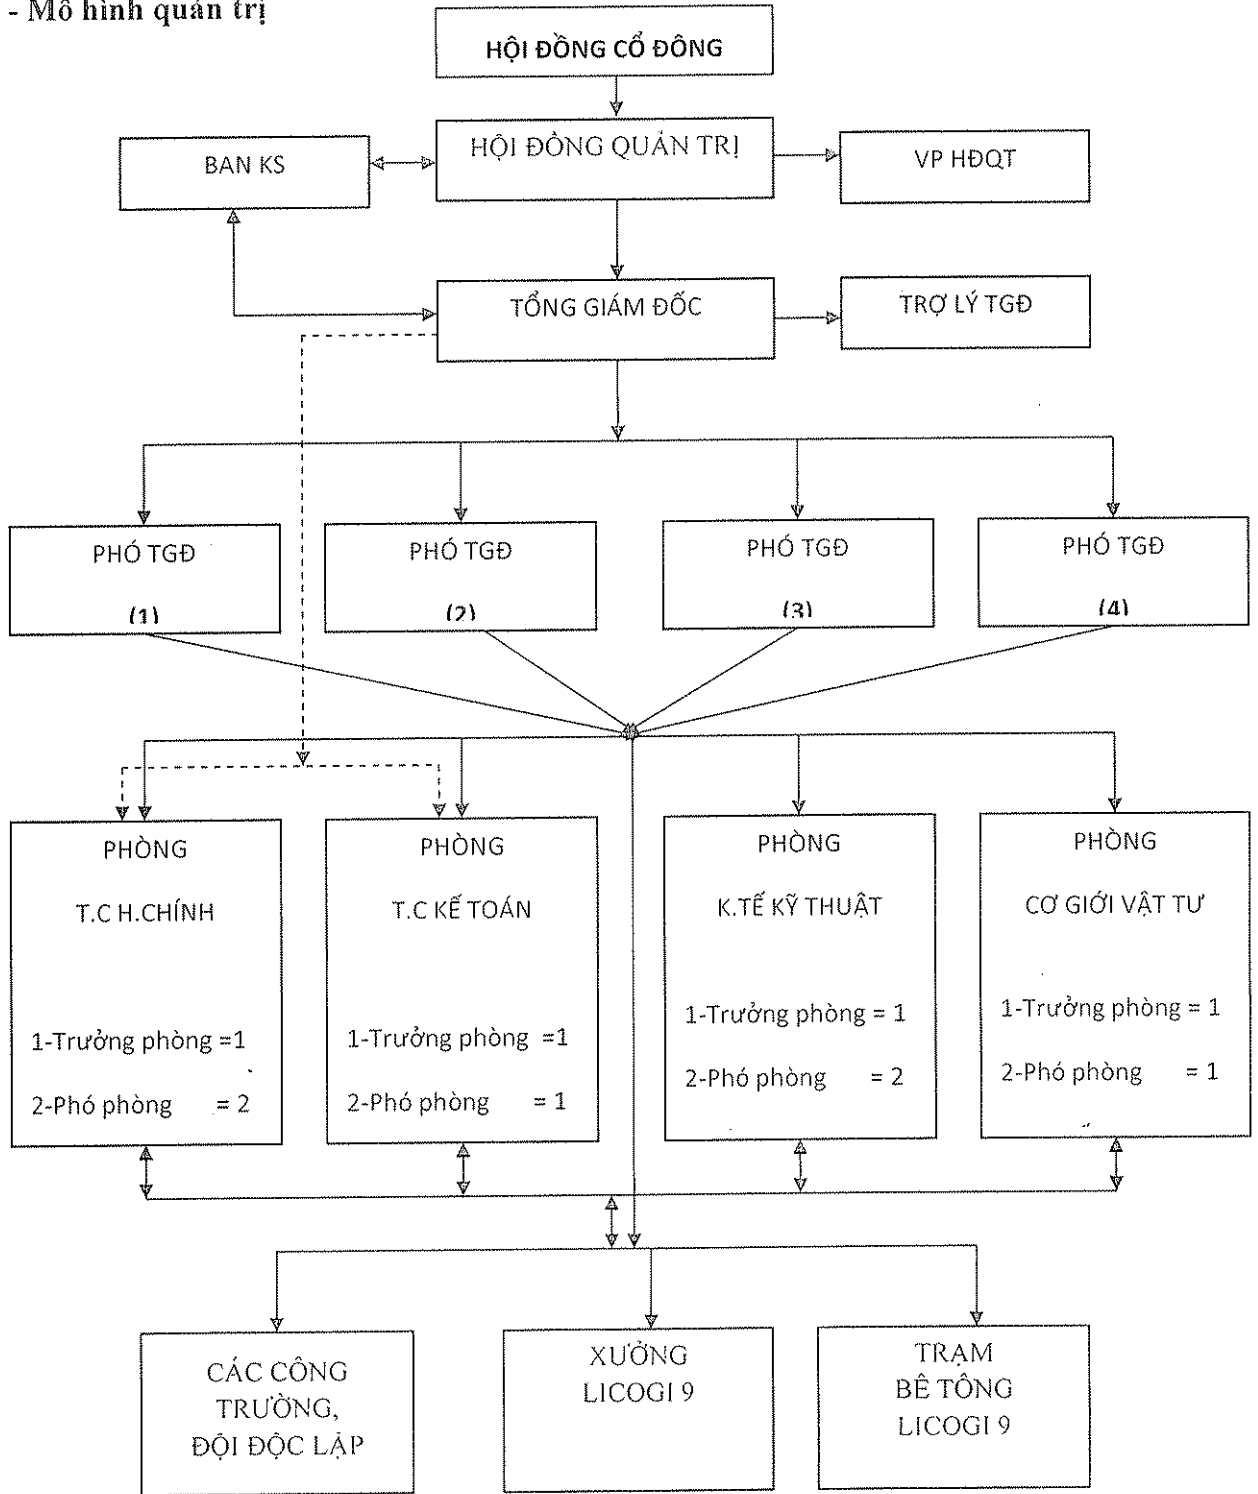 - Mô hình quản trị
HỘI ĐỒNG CỔ ĐÔNG
BAN KS
HỘI ĐỒNG QUẢN TRỊ
VP HĐQT
TỔNG GIÁM ĐỐC
TRỢ LÝ TGĐ
PHÓ TGĐ
(1)
PHÓ TGĐ
(2)
PHÓ TGĐ
(3)
PHÓ TGĐ
(4)
PHÒNG
T.C H.CHÍNH
1-Trưởng phòng =1
2-Phó phòng = 2
PHÒNG
T.C KẾ TOÁN
1-Trưởng phòng =1
2-Phó phòng = 1
PHÒNG
K.TẾ KỸ THUẬT
1-Trưởng phòng = 1
2-Phó phòng = 2
PHÒNG
CƠ GIỚI VẬT TƯ
1-Trưởng phòng = 1
2-Phó phòng = 1
CÁC CÔNG
TRƯỜNG,
ĐỘI ĐỘC LẬP
XƯỞNG
LICOGI 9
TRẠM
BÊ TÔNG
LICOGI 9